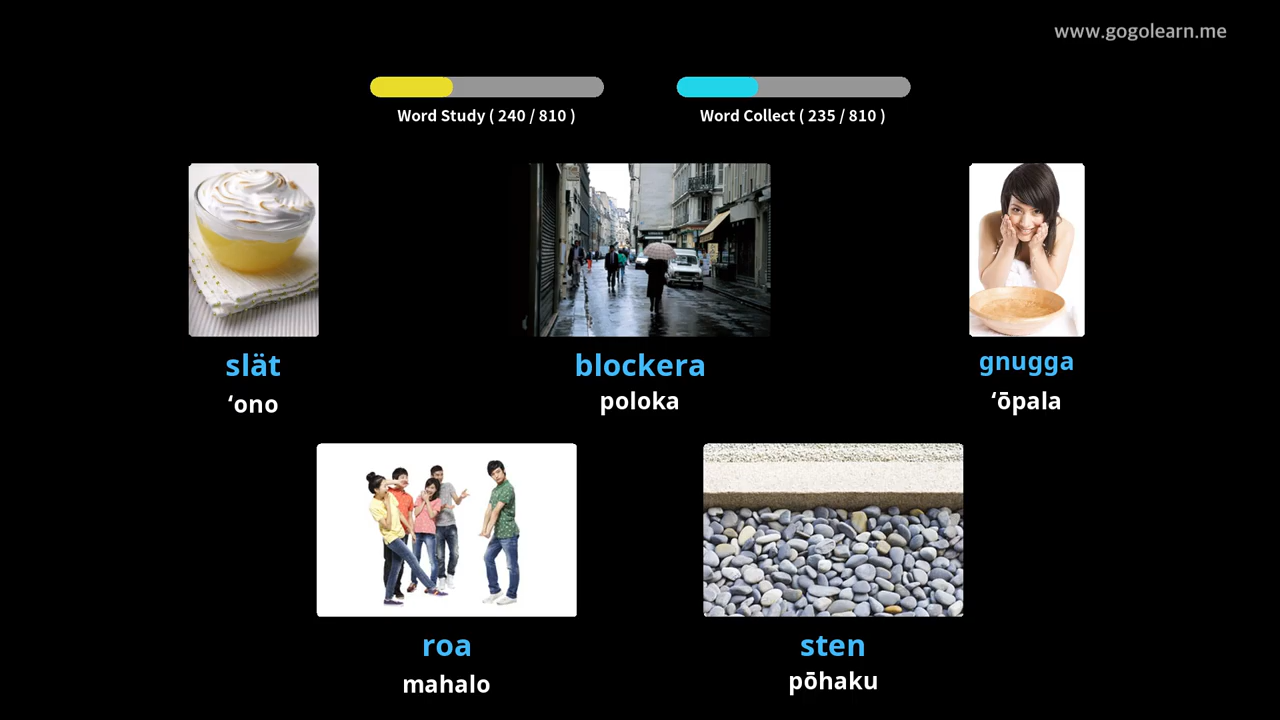 www.gogolearn.me
Word Study ( 240 / 810 )
Word Collect ( 235 / 810 )
slät
blockera
gnugga
ʻono
poloka
ʻōpala
roa
sten
mahalo
pōhaku